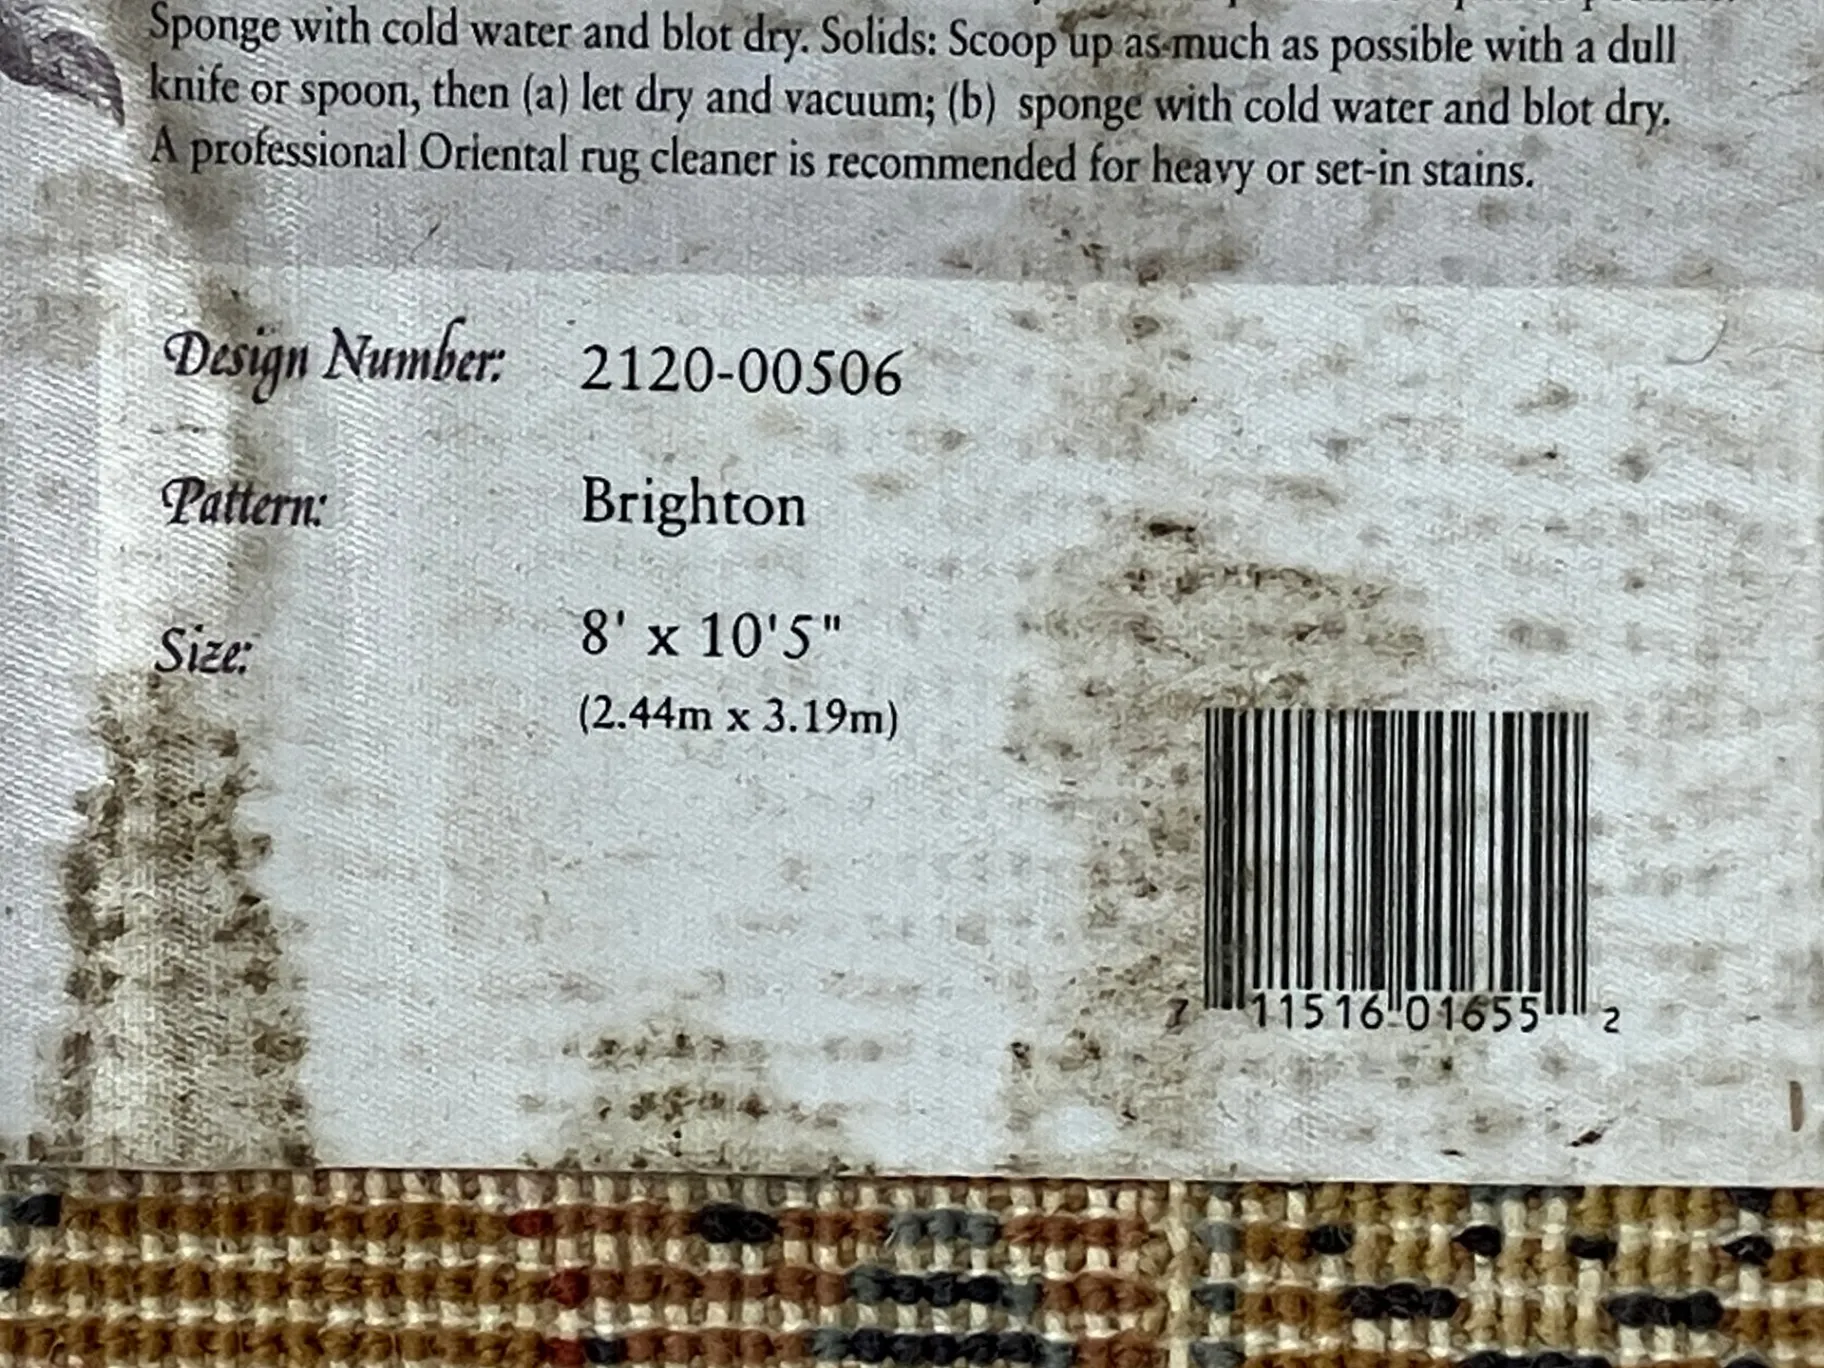 Sponge with cold water and blot dry. Solids: Scoop up as much as possible with a dull
knife or spoon, then (a) let dry and vacuum; (b) sponge with cold water and blot dry.
A professional Oriental rug cleaner is recommended for heavy or set-in stains.
Design Number: 2120-00506
Pattern: Brighton
Size: 8' x 10'5"
(2.44m x 3.19m)
7 11516 01655 2